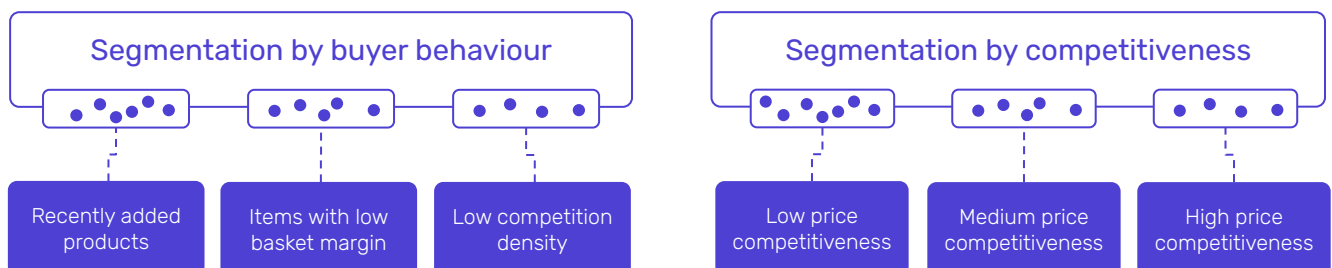 Segmentation by buyer behaviour
Recently added
products
Items with low
basket margin
Low competition
density
Segmentation by competitiveness
Low price
competitiveness
Medium price
competitiveness
High price
competitiveness